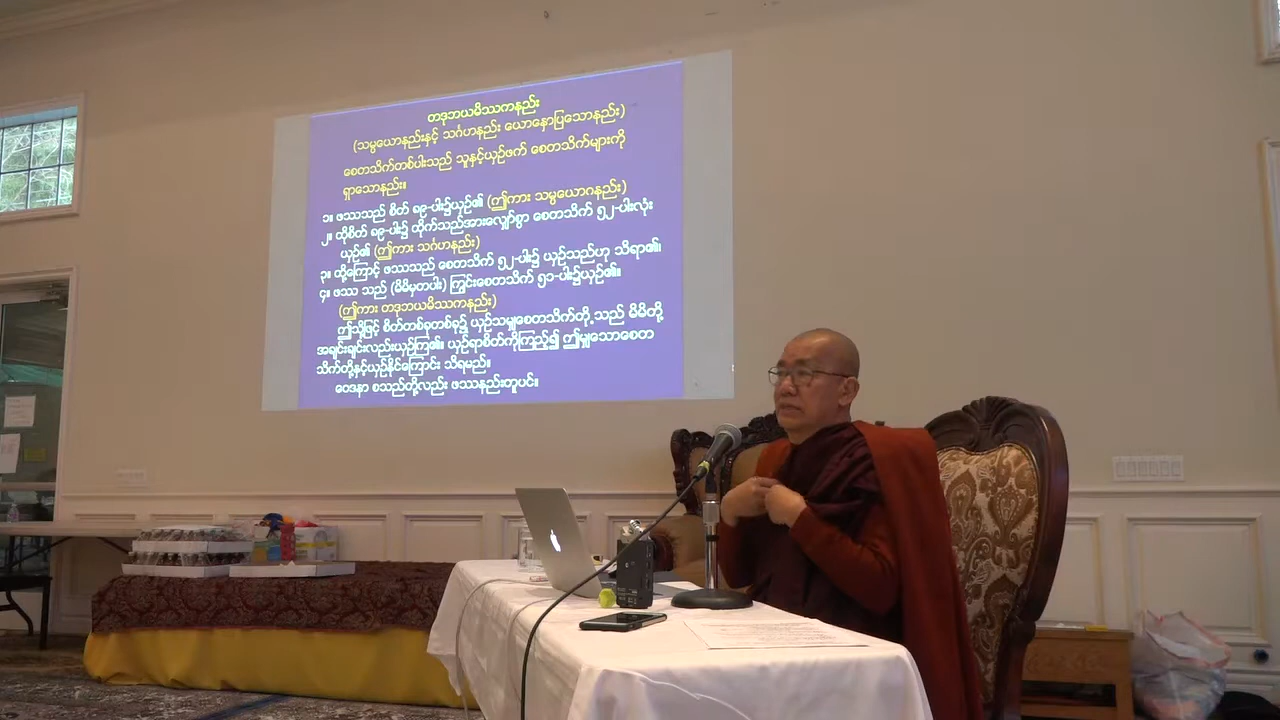 တဒုဘယမိဿကနည်း
(သမ္ပယောနည်းနှင့် သင်္ဂဟနည်း ယောနှောပြသောနည်း)
စေတသိက်တစ်ပါးသည် သူနှင့်ယှဉ်ဖက် စေတသိက်များကို
ရှာသောနည်း။
၁။ ဖဿသည် စိတ် ၈၉-ပါး၌ယှဉ်၏ (ဤကား သမ္ပယောဂနည်း)
၂။ ထိုစိတ် ၈၉-ပါး၌ ထိုက်သည်အားလျှော်စွာ စေတသိက် ၅၂-ပါးလုံး
ယှဉ်၏ (ဤကား သင်္ဂဟနည်း)
၃။ ထို့ကြောင့် ဖဿသည် စေတသိက် ၅၂-ပါး၌ ယှဉ်သည်ဟု သိရာ၏၊
၄။ ဖဿ သည် (မိမိမှတပါး) ကြွင်းစေတသိက် ၅၁-ပါး၌ယှဉ်၏။
(ဤကား တဒုဘယမိဿကနည်း)
ဤသို့ဖြင့် စိတ်တစ်ခုတစ်ခု၌ ယှဉ်သမျှစေတသိက်တို့သည် မိမိတို့
အချင်းချင်းလည်းယှဉ်ကြ၏။ ယှဉ်ရာစိတ်ကိုကြည့်၍ ဤမျှသောစေတ
သိက်တို့နှင့်ယှဉ်နိုင်ကြောင်း သိရမည်။
ဝေဒနာ စသည်တို့လည်း ဖဿနည်းတူပင်။